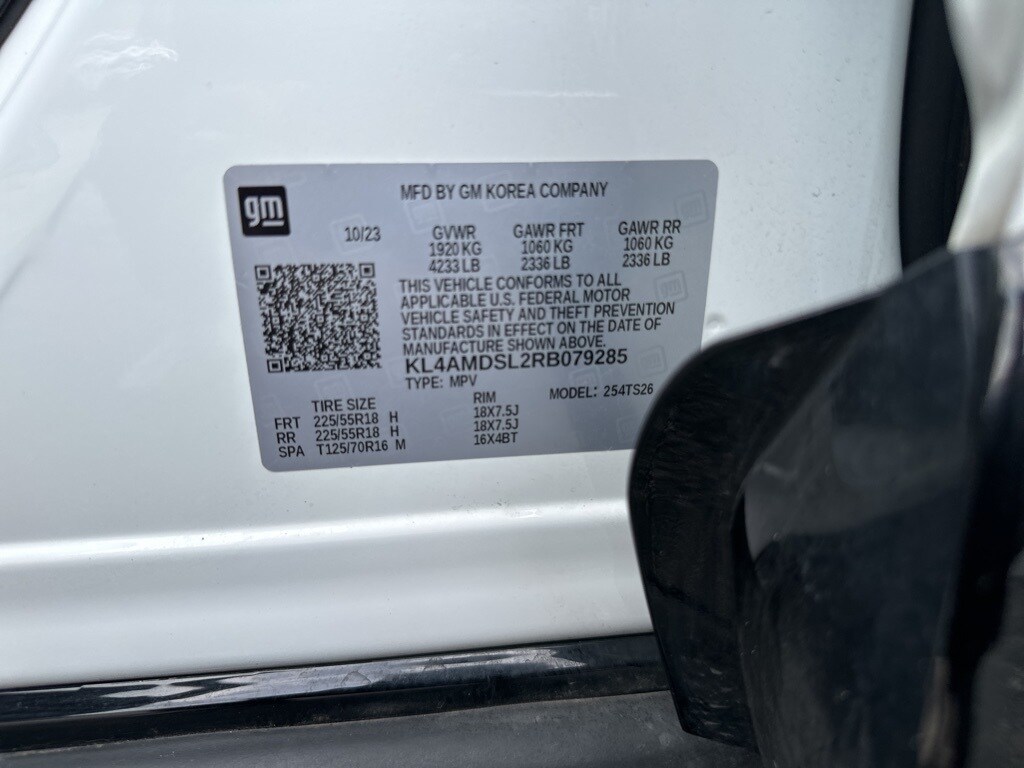 gm
MFD BY GM KOREA COMPANY
10/23 GVWR GAWR FRT GAWR RR
1920 KG 1060 KG 1060 KG
4233 LB 2336 LB 2336 LB
THIS VEHICLE CONFORMS TO ALL
APPLICABLE U.S. FEDERAL MOTOR
VEHICLE SAFETY AND THEFT PREVENTION
STANDARDS IN EFFECT ON THE DATE OF
MANUFACTURE SHOWN ABOVE.
KL4AMDSL2RB079285
TYPE: MPV MODEL: 254TS26
TIRE SIZE RIM
FRT 225/55R18 H 18X7.5J
RR 225/55R18 H 18X7.5J
SPA T125/70R16 M 16X4BT